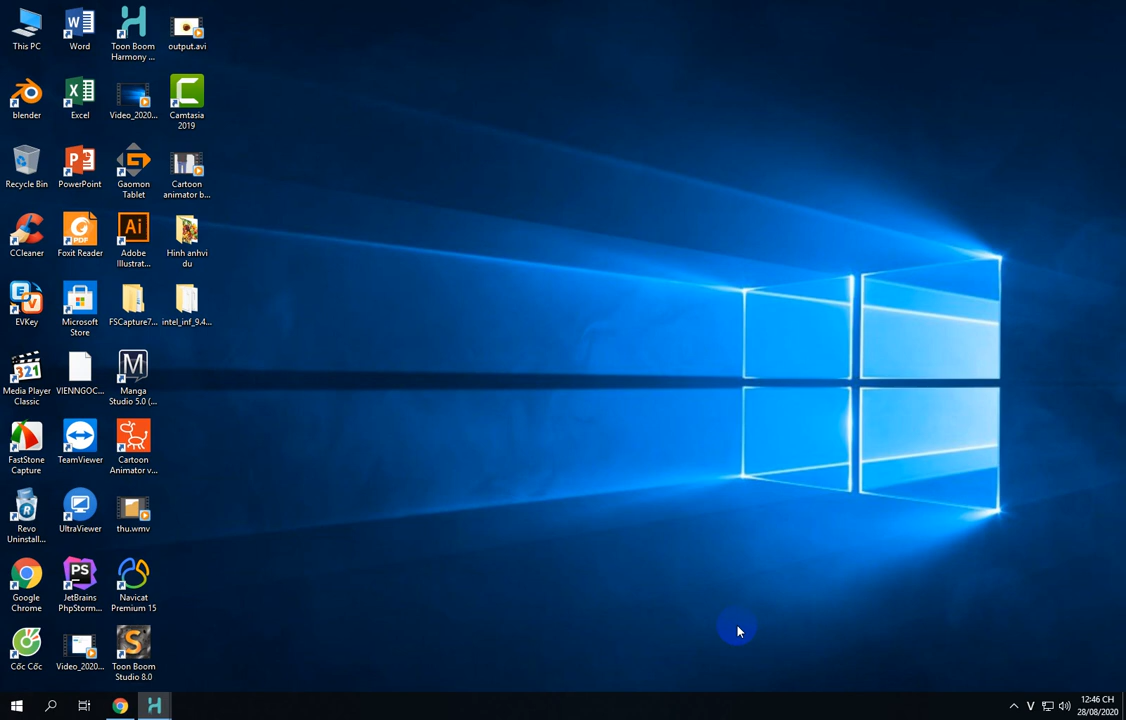 This PC
Word
Toon Boom
Harmony ...
output.avi
blender
Excel
Video_2020...
Camtasia
2019
Recycle Bin
PowerPoint
Gaomon
Tablet
Cartoon
animator b...
CCleaner
Foxit Reader
Adobe
Illustrat...
Hinh anhvi
du
EVKey
Microsoft
Store
FSCapture7...
intel_inf_9.4...
Media Player
Classic
VIENNGOC...
Manga
Studio 5.0 (...
FastStone
Capture
TeamViewer
Cartoon
Animator v...
Revo
Uninstall...
UltraViewer
thu.wmv
Google
Chrome
JetBrains
PhpStorm...
Navicat
Premium 15
Cốc Cốc
Video_2020...
Toon Boom
Studio 8.0
V
12:46 CH
28/08/2020